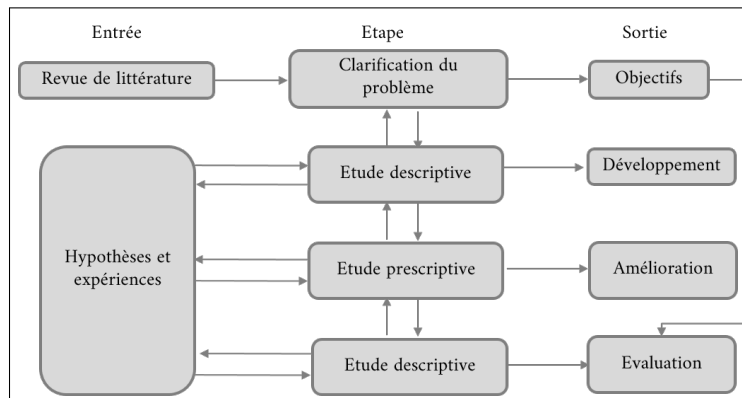 Entrée
Etape
Sortie
Revue de littérature
Clarification du
problème
Objectifs
Etude descriptive
Développement
Hypothèses et
expériences
Etude prescriptive
Amélioration
Etude descriptive
Evaluation